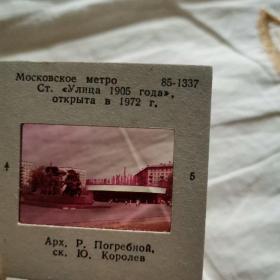 Московское метро 85-1337
Ст. «Улица 1905 года»,
открыта в 1972 г.
4 5
Арх. Р. Погребной,
ск. Ю. Королев